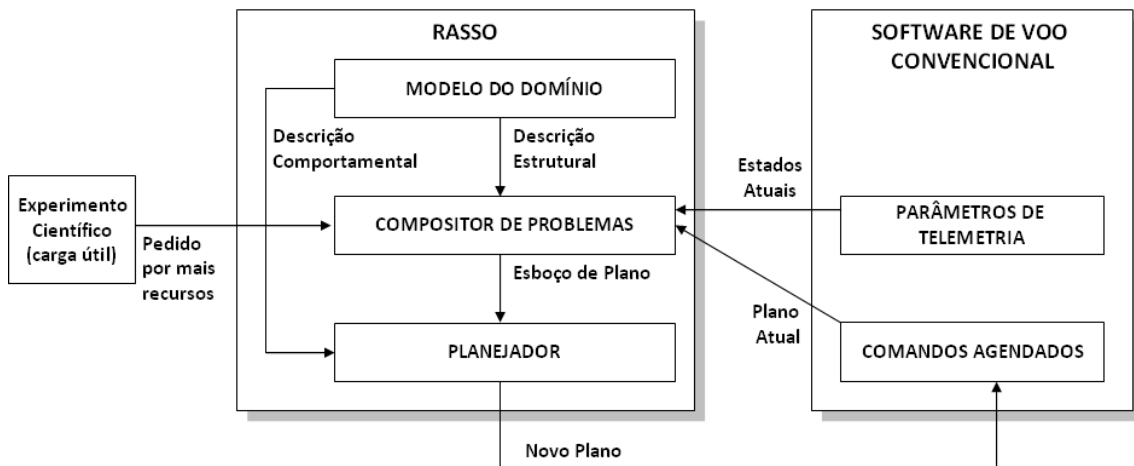 RASSO
SOFTWARE DE VOO
CONVENCIONAL
MODELO DO DOMÍNIO
Descrição
Comportamental
Descrição
Estrutural
Experimento
Científico
(carga útil)
Pedido
por mais
recursos
COMPOSITOR DE PROBLEMAS
Estados
Atuais
PARÂMETROS DE
TELEMETRIA
Esboço de Plano
Plano
Atual
PLANEJADOR
COMANDOS AGENDADOS
Novo Plano